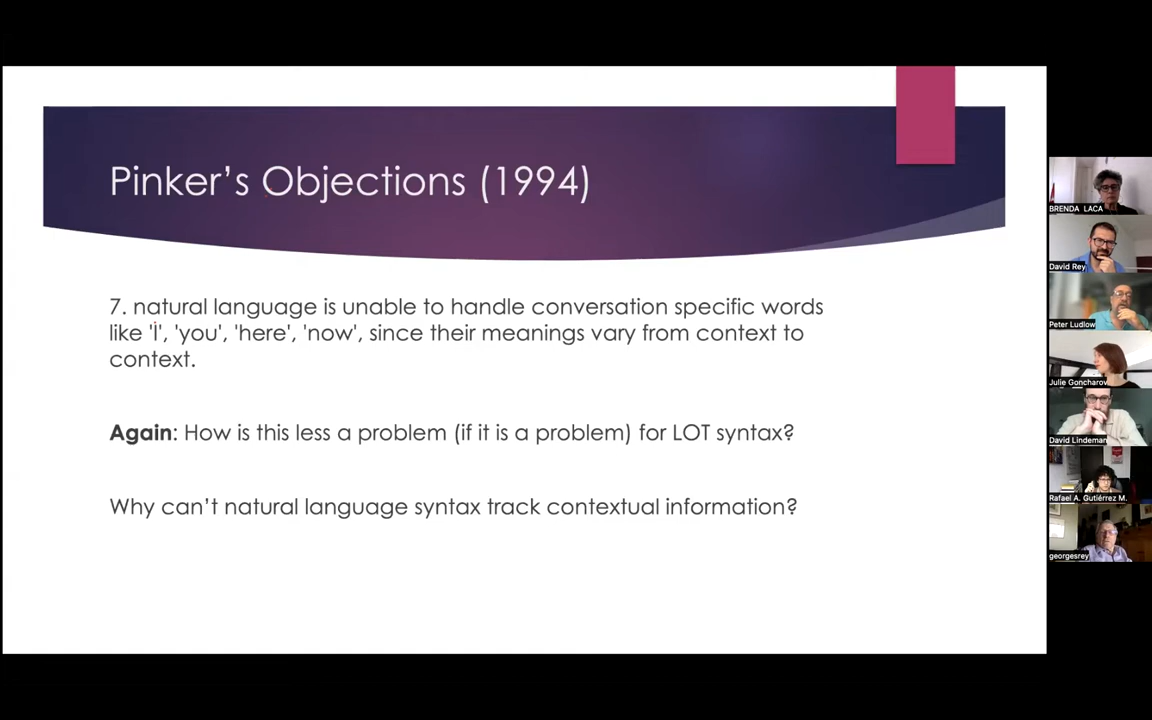 Pinker's Objections (1994)
7. natural language is unable to handle conversation specific words
like 'I', 'you', 'here', 'now', since their meanings vary from context to
context.
Again: How is this less a problem (if it is a problem) for LOT syntax?
Why can't natural language syntax track contextual information?
BRENDA LACA
David Rey
Peter Ludlow
Julie Goncharov
David Lindeman
Rafael A. Gutiérrez M.
georgesrey